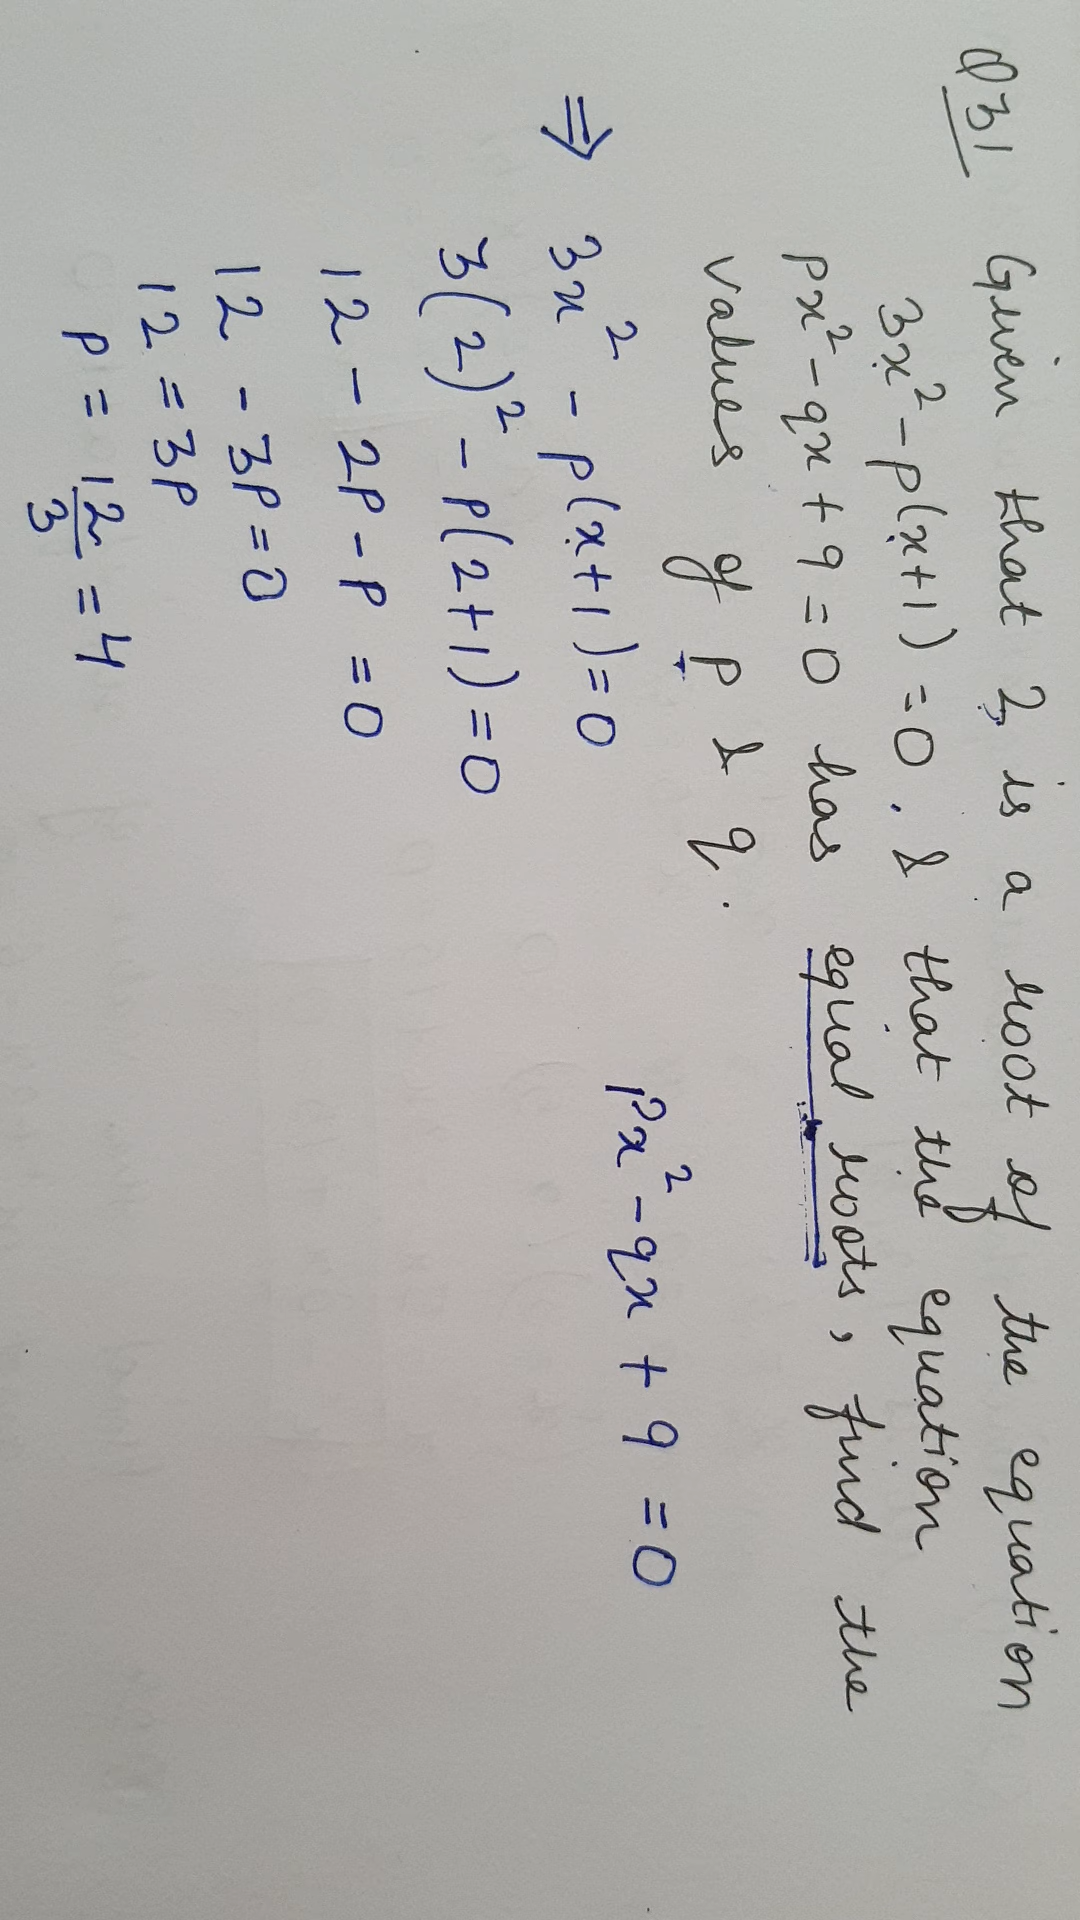 Q31 Given that 2, is a root of the equation
3x² - p(x+1) = 0 . & that the equation
px² - qx + 9 = 0 has equal roots, find the
values of p & q.
⇒ 3x² - p(x+1) = 0
3(2)² - p(2+1) = 0
12 - 2p - p = 0
12 - 3p = 0
12 = 3p
p = 12/3 = 4
px² - qx + 9 = 0